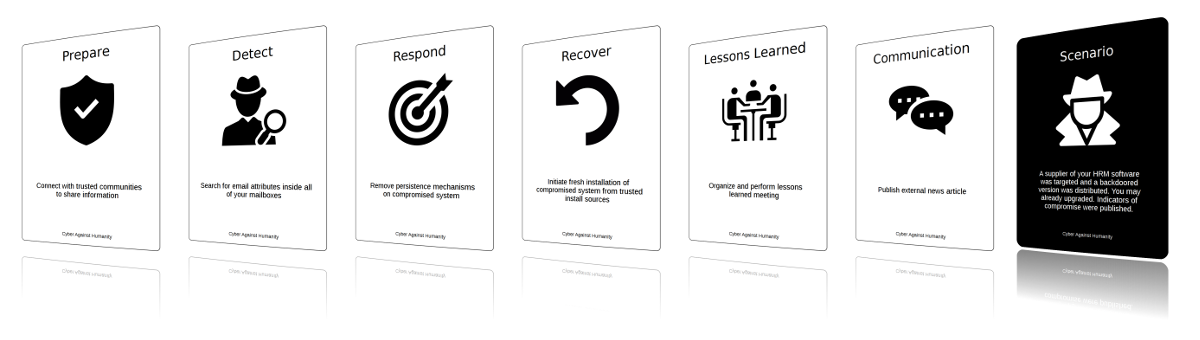 Prepare
Connect with trusted communities
to share information
Cyber Against Humanity
Detect
Search for email attributes inside all
of your mailboxes
Cyber Against Humanity
Respond
Remove persistence mechanisms
on compromised system
Cyber Against Humanity
Recover
Initiate fresh installation of
compromised system from trusted
install sources
Cyber Against Humanity
Lessons Learned
Organize and perform lessons
learned meeting
Cyber Against Humanity
Communication
Publish external news article
Cyber Against Humanity
Scenario
A supplier of your HRM software
was targeted and a backdoored
version was distributed. You may
already upgraded. Indicators of
compromise were published.
Cyber Against Humanity